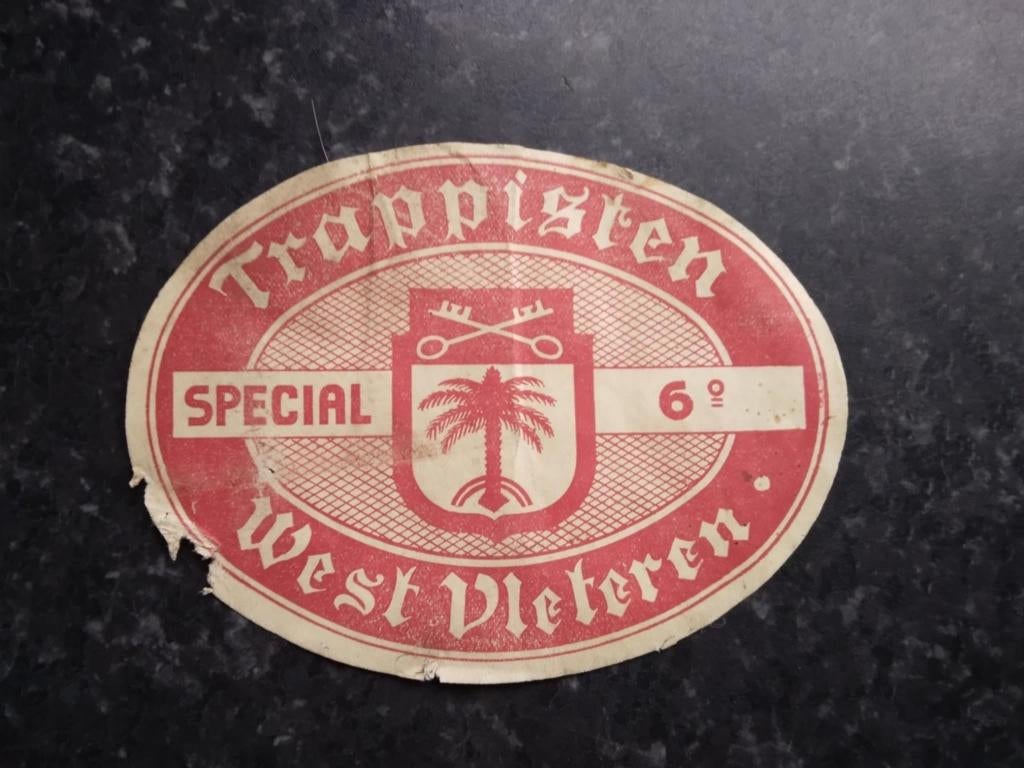 Trappisten
SPECIAL 6º
West Vleteren